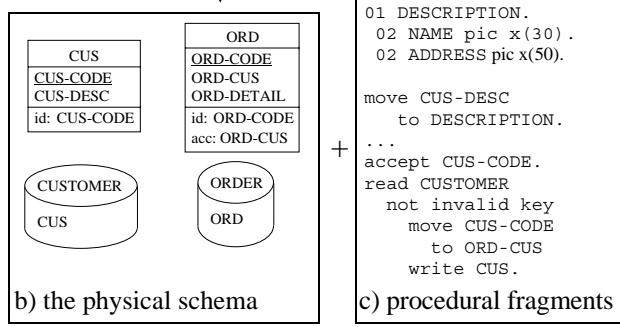 CUS
CUS-CODE
CUS-DESC
id: CUS-CODE
ORD
ORD-CODE
ORD-CUS
ORD-DETAIL
id: ORD-CODE
acc: ORD-CUS
CUSTOMER
CUS
ORDER
ORD
b) the physical schema
+
01 DESCRIPTION.
02 NAME pic x(30).
02 ADDRESS pic x(50).
move CUS-DESC
to DESCRIPTION.
...
accept CUS-CODE.
read CUSTOMER
not invalid key
move CUS-CODE
to ORD-CUS
write CUS.
c) procedural fragments